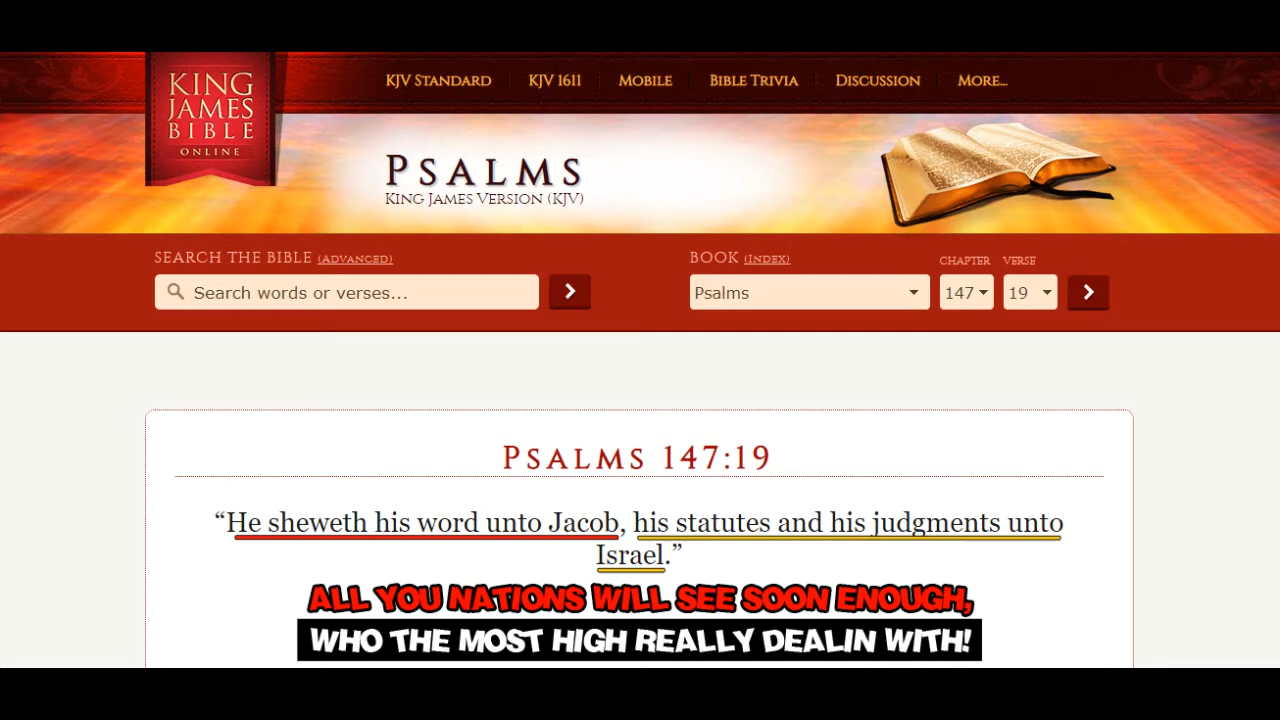 KING
JAMES
BIBLE
ONLINE
KJV STANDARD KJV 1611 MOBILE BIBLE TRIVIA DISCUSSION MORE...
PSALMS
KING JAMES VERSION (KJV)
SEARCH THE BIBLE (ADVANCED) BOOK (INDEX) CHAPTER VERSE
Search words or verses... Psalms 147 19
PSALMS 147:19
“He sheweth his word unto Jacob, his statutes and his judgments unto
Israel.”
ALL YOU NATIONS WILL SEE SOON ENOUGH,
WHO THE MOST HIGH REALLY DEALIN WITH!